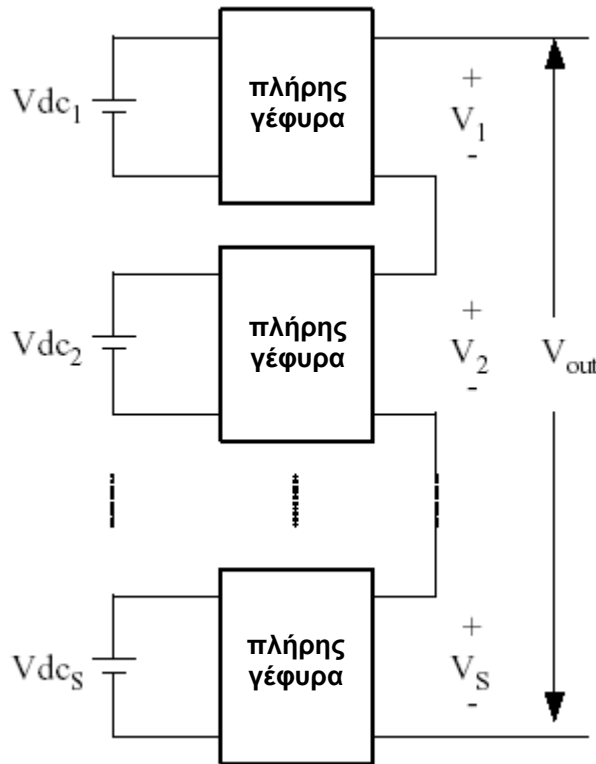 Vdc1
πλήρης
γέφυρα
+
V1
-
Vdc2
πλήρης
γέφυρα
+
V2
-
Vout
VdcS
πλήρης
γέφυρα
+
VS
-